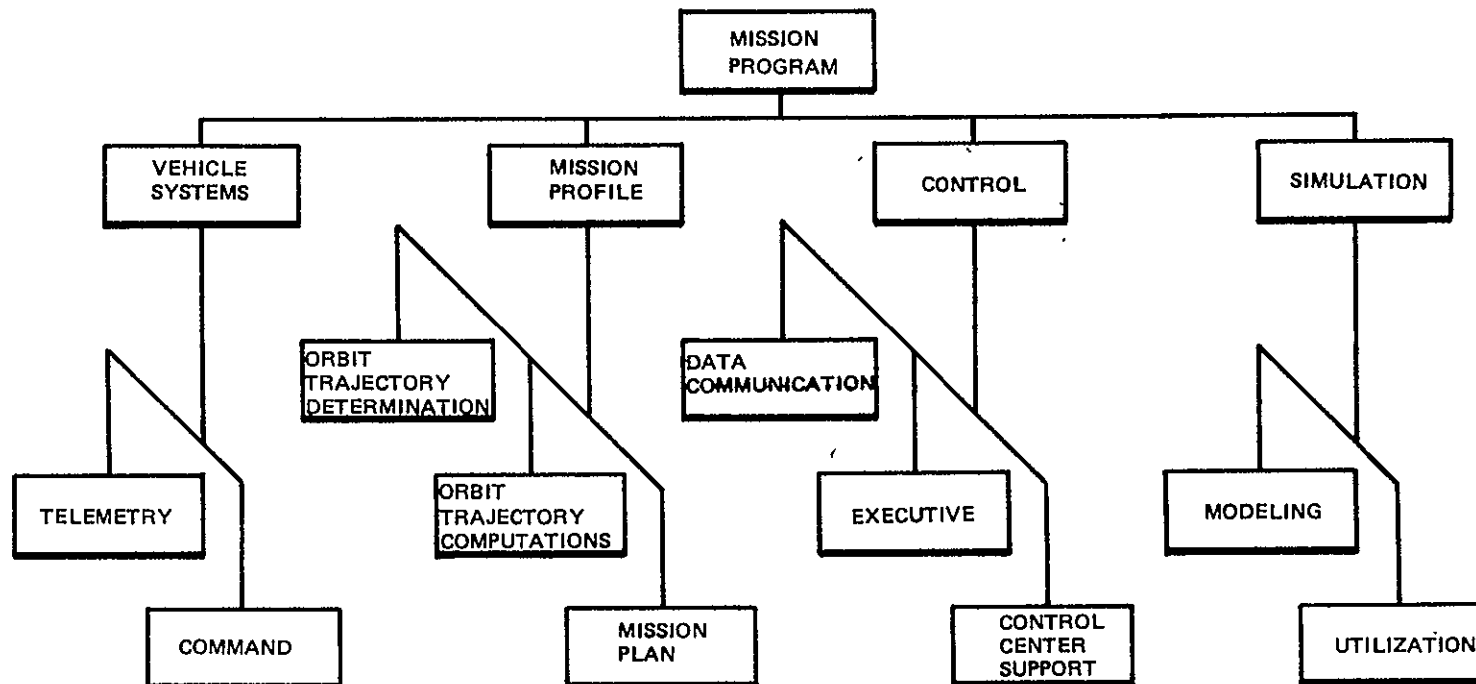 MISSION
PROGRAM
VEHICLE
SYSTEMS
MISSION
PROFILE
CONTROL
SIMULATION
ORBIT
TRAJECTORY
DETERMINATION
DATA
COMMUNICATION
TELEMETRY
ORBIT
TRAJECTORY
COMPUTATIONS
EXECUTIVE
MODELING
COMMAND
MISSION
PLAN
CONTROL
CENTER
SUPPORT
UTILIZATION